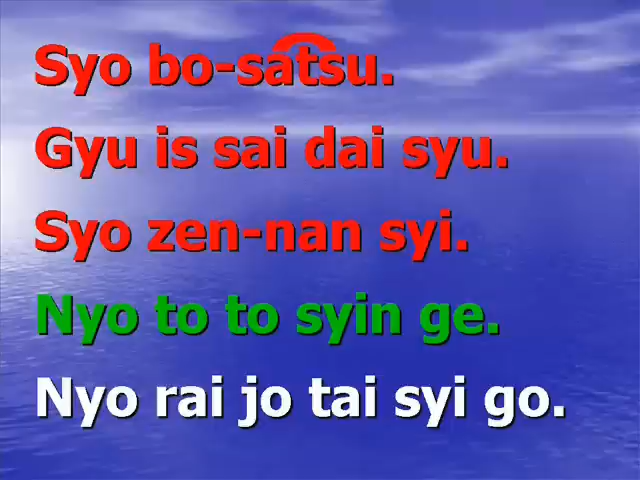 Syo bo-satsu.
Gyu is sai dai syu.
Syo zen-nan syi.
Nyo to to syin ge.
Nyo rai jo tai syi go.